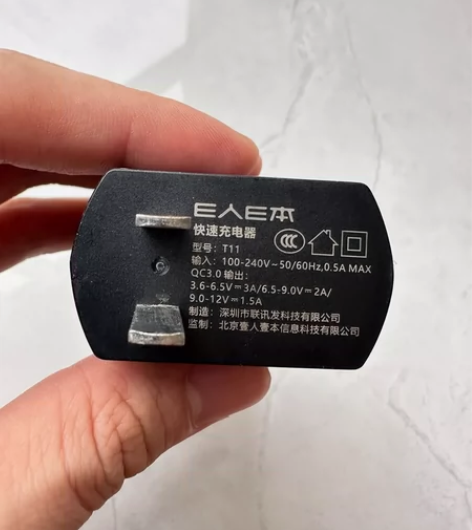 E人E本
快速充电器
型号：T11
输入：100-240V~50/60Hz,0.5A MAX
QC3.0 输出：
3.6-6.5V⎓3A/6.5-9.0V⎓2A/
9.0-12V⎓1.5A
制造：深圳市联讯发科技有限公司
监制：北京壹人壹本信息科技有限公司